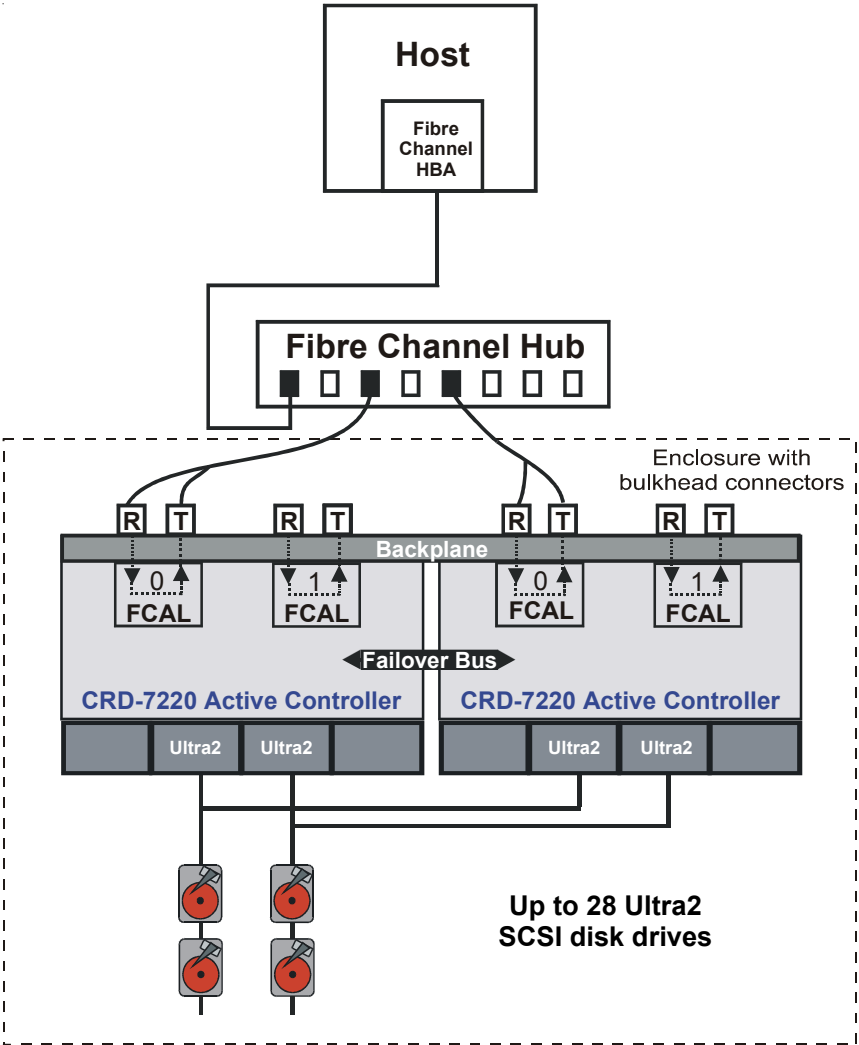 Host
Fibre
Channel
HBA
Fibre Channel Hub
Enclosure with
bulkhead connectors
R T R T R T R T
Backplane
0 1 0 1
FCAL FCAL FCAL FCAL
Failover Bus
CRD-7220 Active Controller CRD-7220 Active Controller
Ultra2 Ultra2 Ultra2 Ultra2
Up to 28 Ultra2
SCSI disk drives